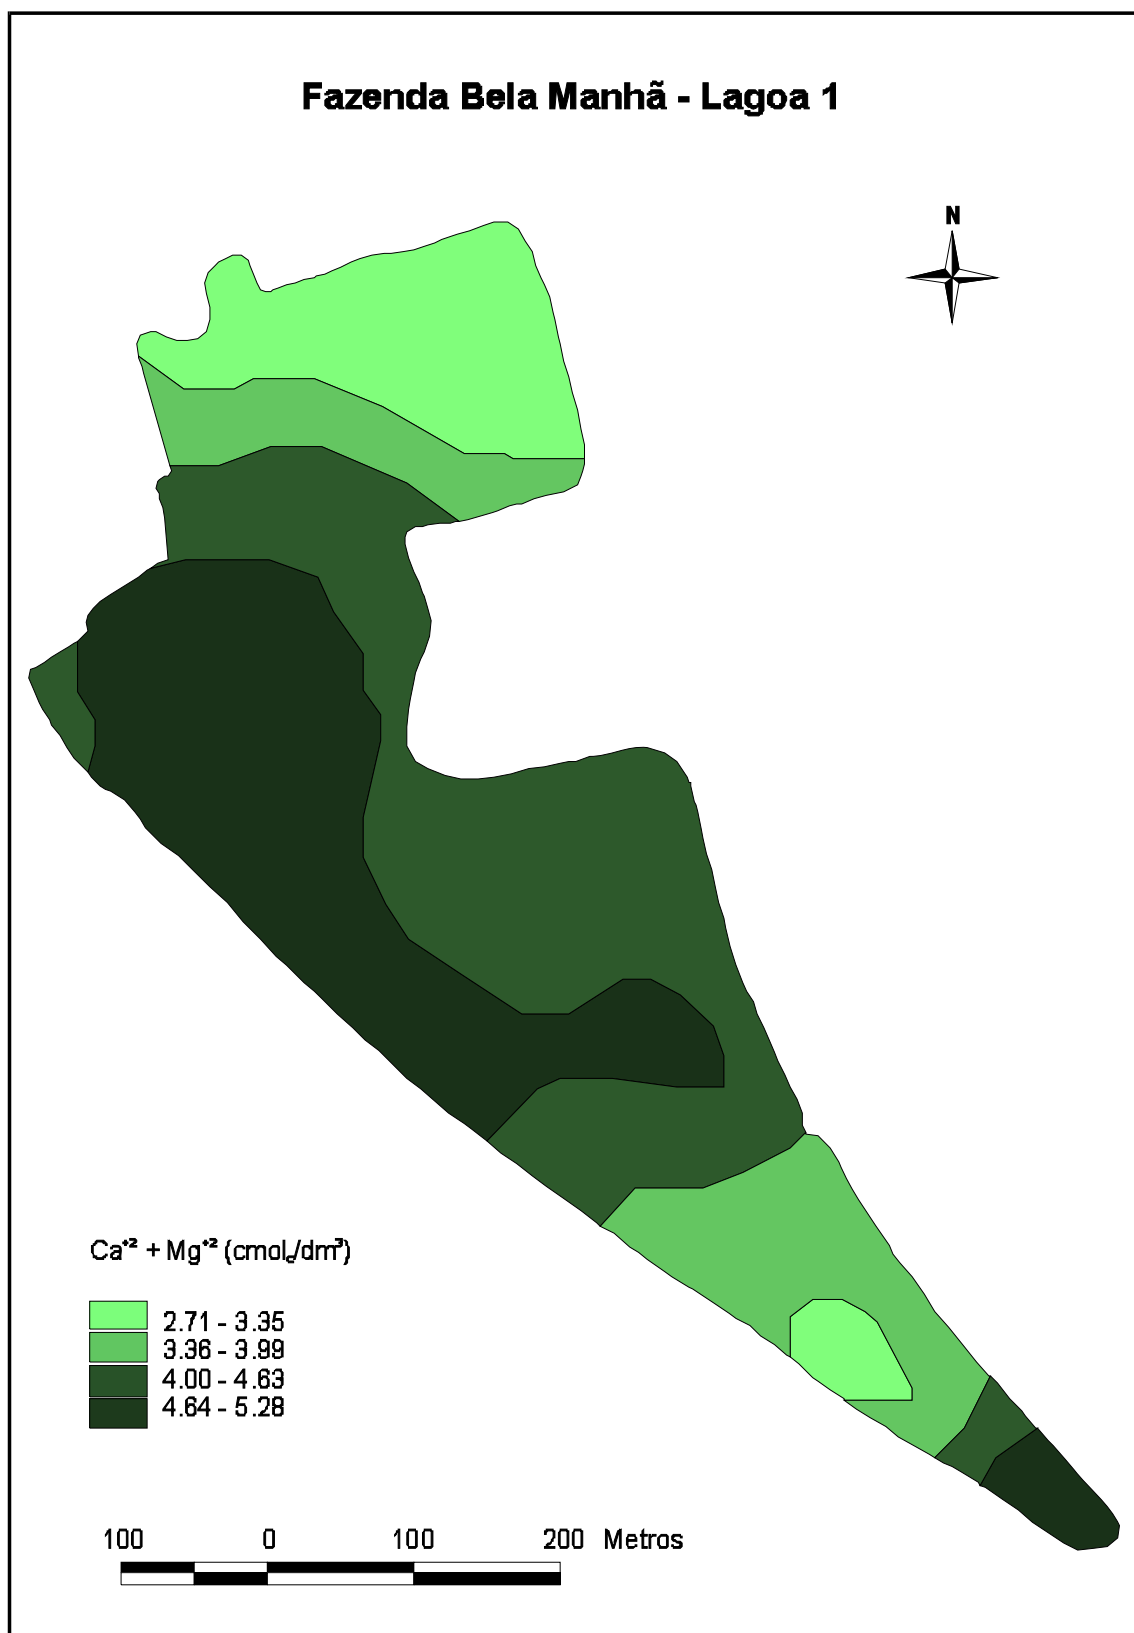 Fazenda Bela Manhã - Lagoa 1
N
Ca⁺² + Mg⁺² (cmol꜀/dm³)
2.71 - 3.35
3.36 - 3.99
4.00 - 4.63
4.64 - 5.28
100 0 100 200 Metros